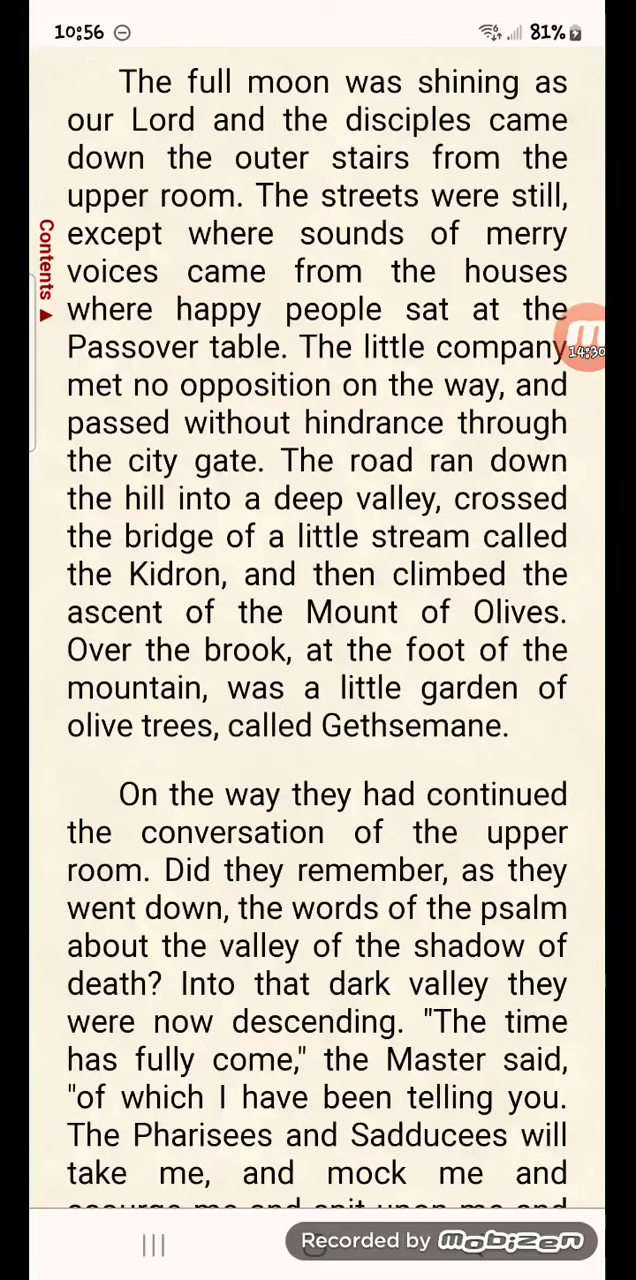 10:56
81%
The full moon was shining as
our Lord and the disciples came
down the outer stairs from the
upper room. The streets were still,
except where sounds of merry
voices came from the houses
where happy people sat at the
Passover table. The little company
met no opposition on the way, and
passed without hindrance through
the city gate. The road ran down
the hill into a deep valley, crossed
the bridge of a little stream called
the Kidron, and then climbed the
ascent of the Mount of Olives.
Over the brook, at the foot of the
mountain, was a little garden of
olive trees, called Gethsemane.
On the way they had continued
the conversation of the upper
room. Did they remember, as they
went down, the words of the psalm
about the valley of the shadow of
death? Into that dark valley they
were now descending. "The time
has fully come," the Master said,
"of which I have been telling you.
The Pharisees and Sadducees will
take me, and mock me and
scourge me and spit upon me and
Contents ▲
14:30
Recorded by mobizen